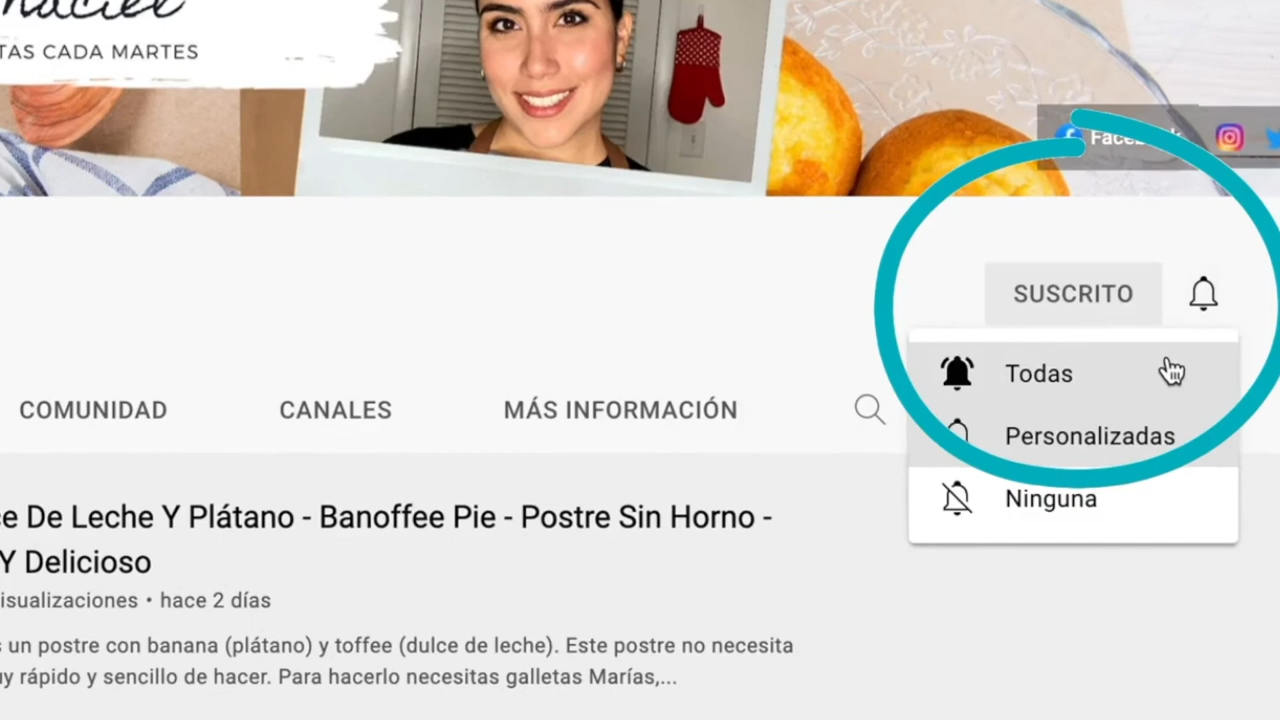 TAS CADA MARTES
SUSCRITO
Todas
COMUNIDAD CANALES MÁS INFORMACIÓN
Personalizadas
Ninguna
De Leche Y Plátano - Banoffee Pie - Postre Sin Horno -
Y Delicioso
isualizaciones • hace 2 días
un postre con banana (plátano) y toffee (dulce de leche). Este postre no necesita
uy rápido y sencillo de hacer. Para hacerlo necesitas galletas Marías,...